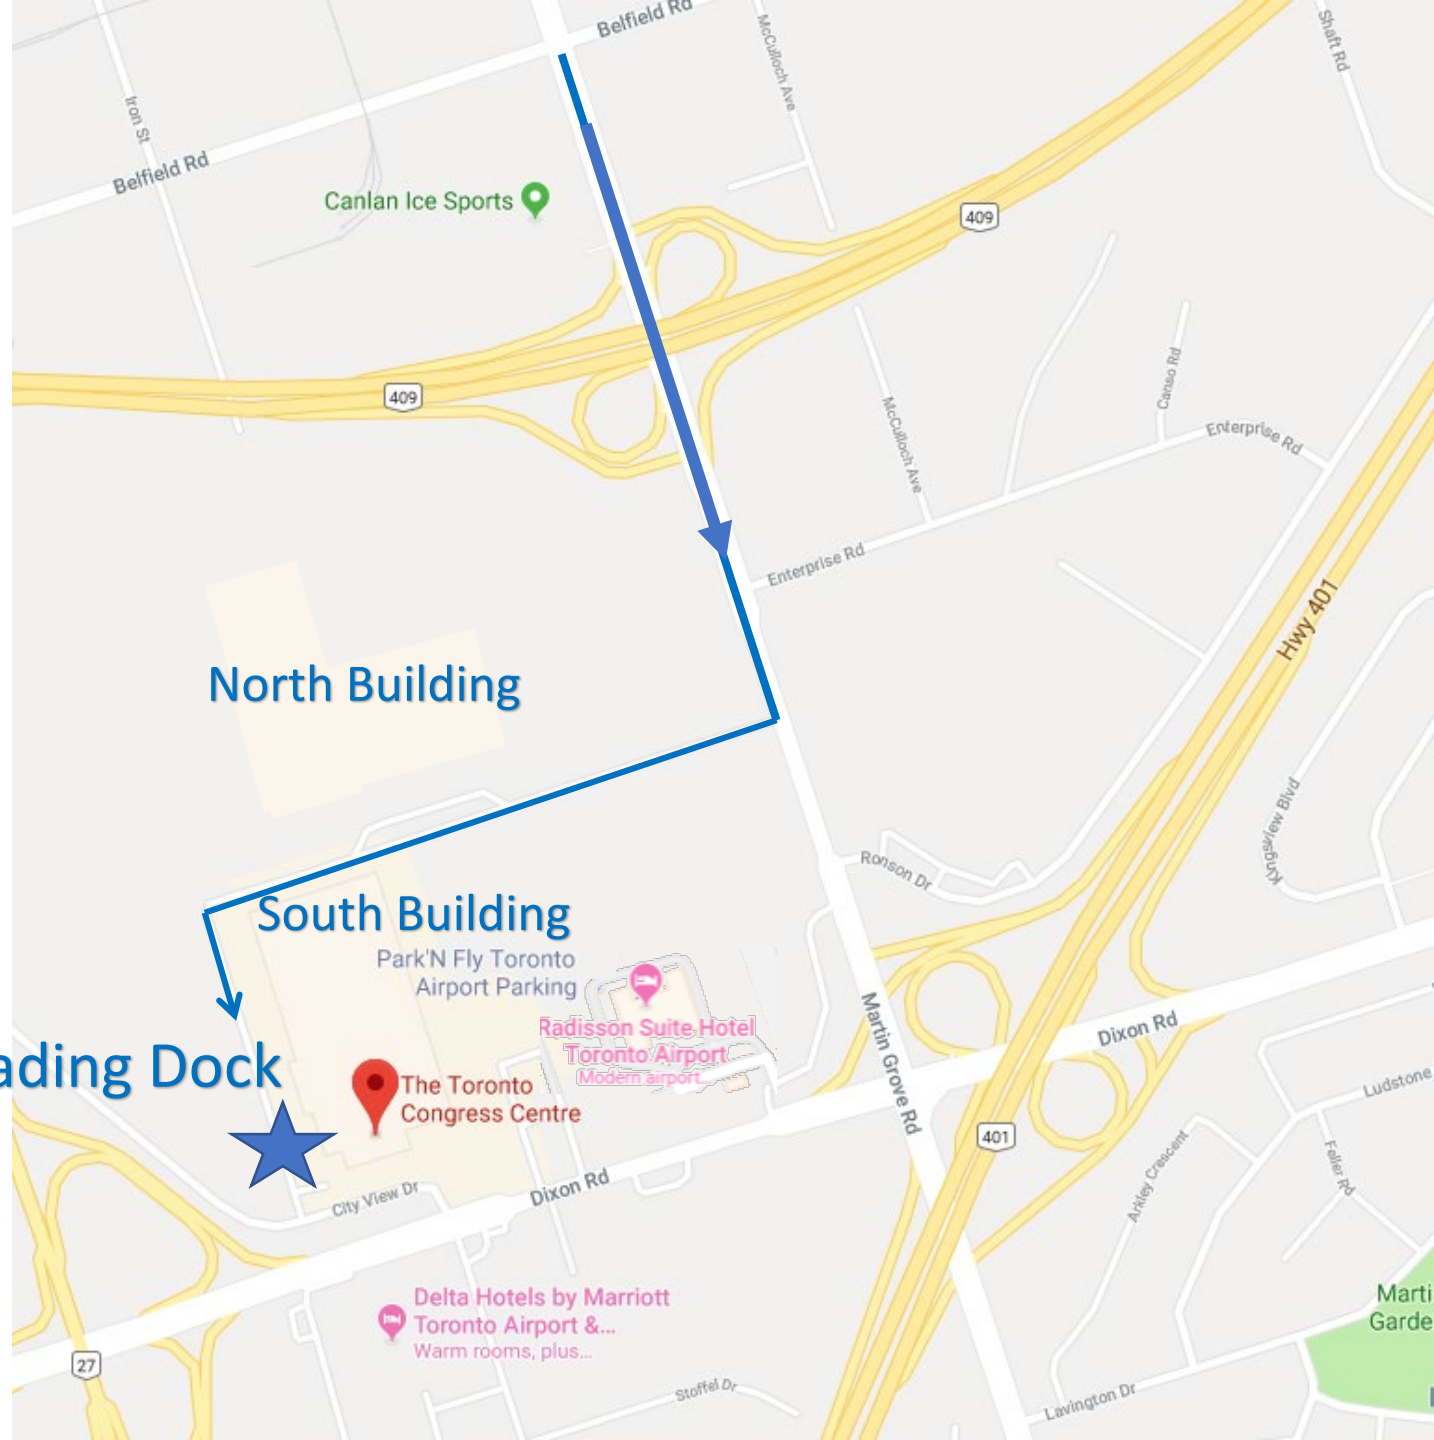 Belfield Rd
McCulloch Ave
Shaft Rd
Iron St
Belfield Rd
Canlan Ice Sports
409
409
Canso Rd
McCulloch Ave
Enterprise Rd
Enterprise Rd
Hwy 401
North Building
Kingsview Blvd
Ronson Dr
South Building
Park'N Fly Toronto
Airport Parking
Radisson Suite Hotel
Toronto Airport
Modern airport...
Martin Grove Rd
Dixon Rd
ading Dock
The Toronto
Congress Centre
Ludstone
401
Arkley Crescent
Feller Rd
City View Dr
Dixon Rd
Delta Hotels by Marriott
Toronto Airport &...
Warm rooms, plus...
Marti
Garde
27
Stoffel Dr
Lavington Dr